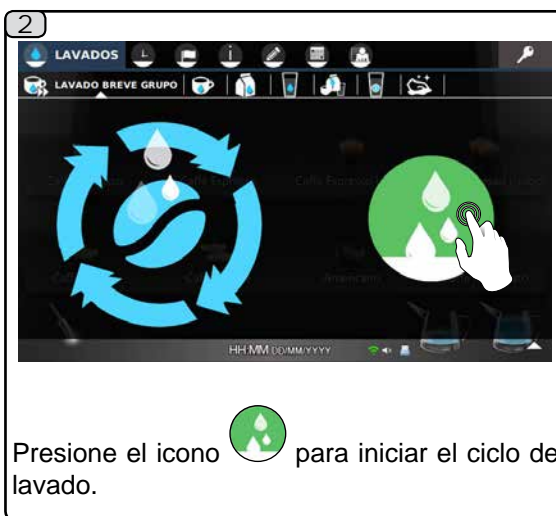 2
LAVADOS
LAVADO BREVE GRUPO
HH:MM DD/MM/YYYY
Presione el icono para iniciar el ciclo de
lavado.